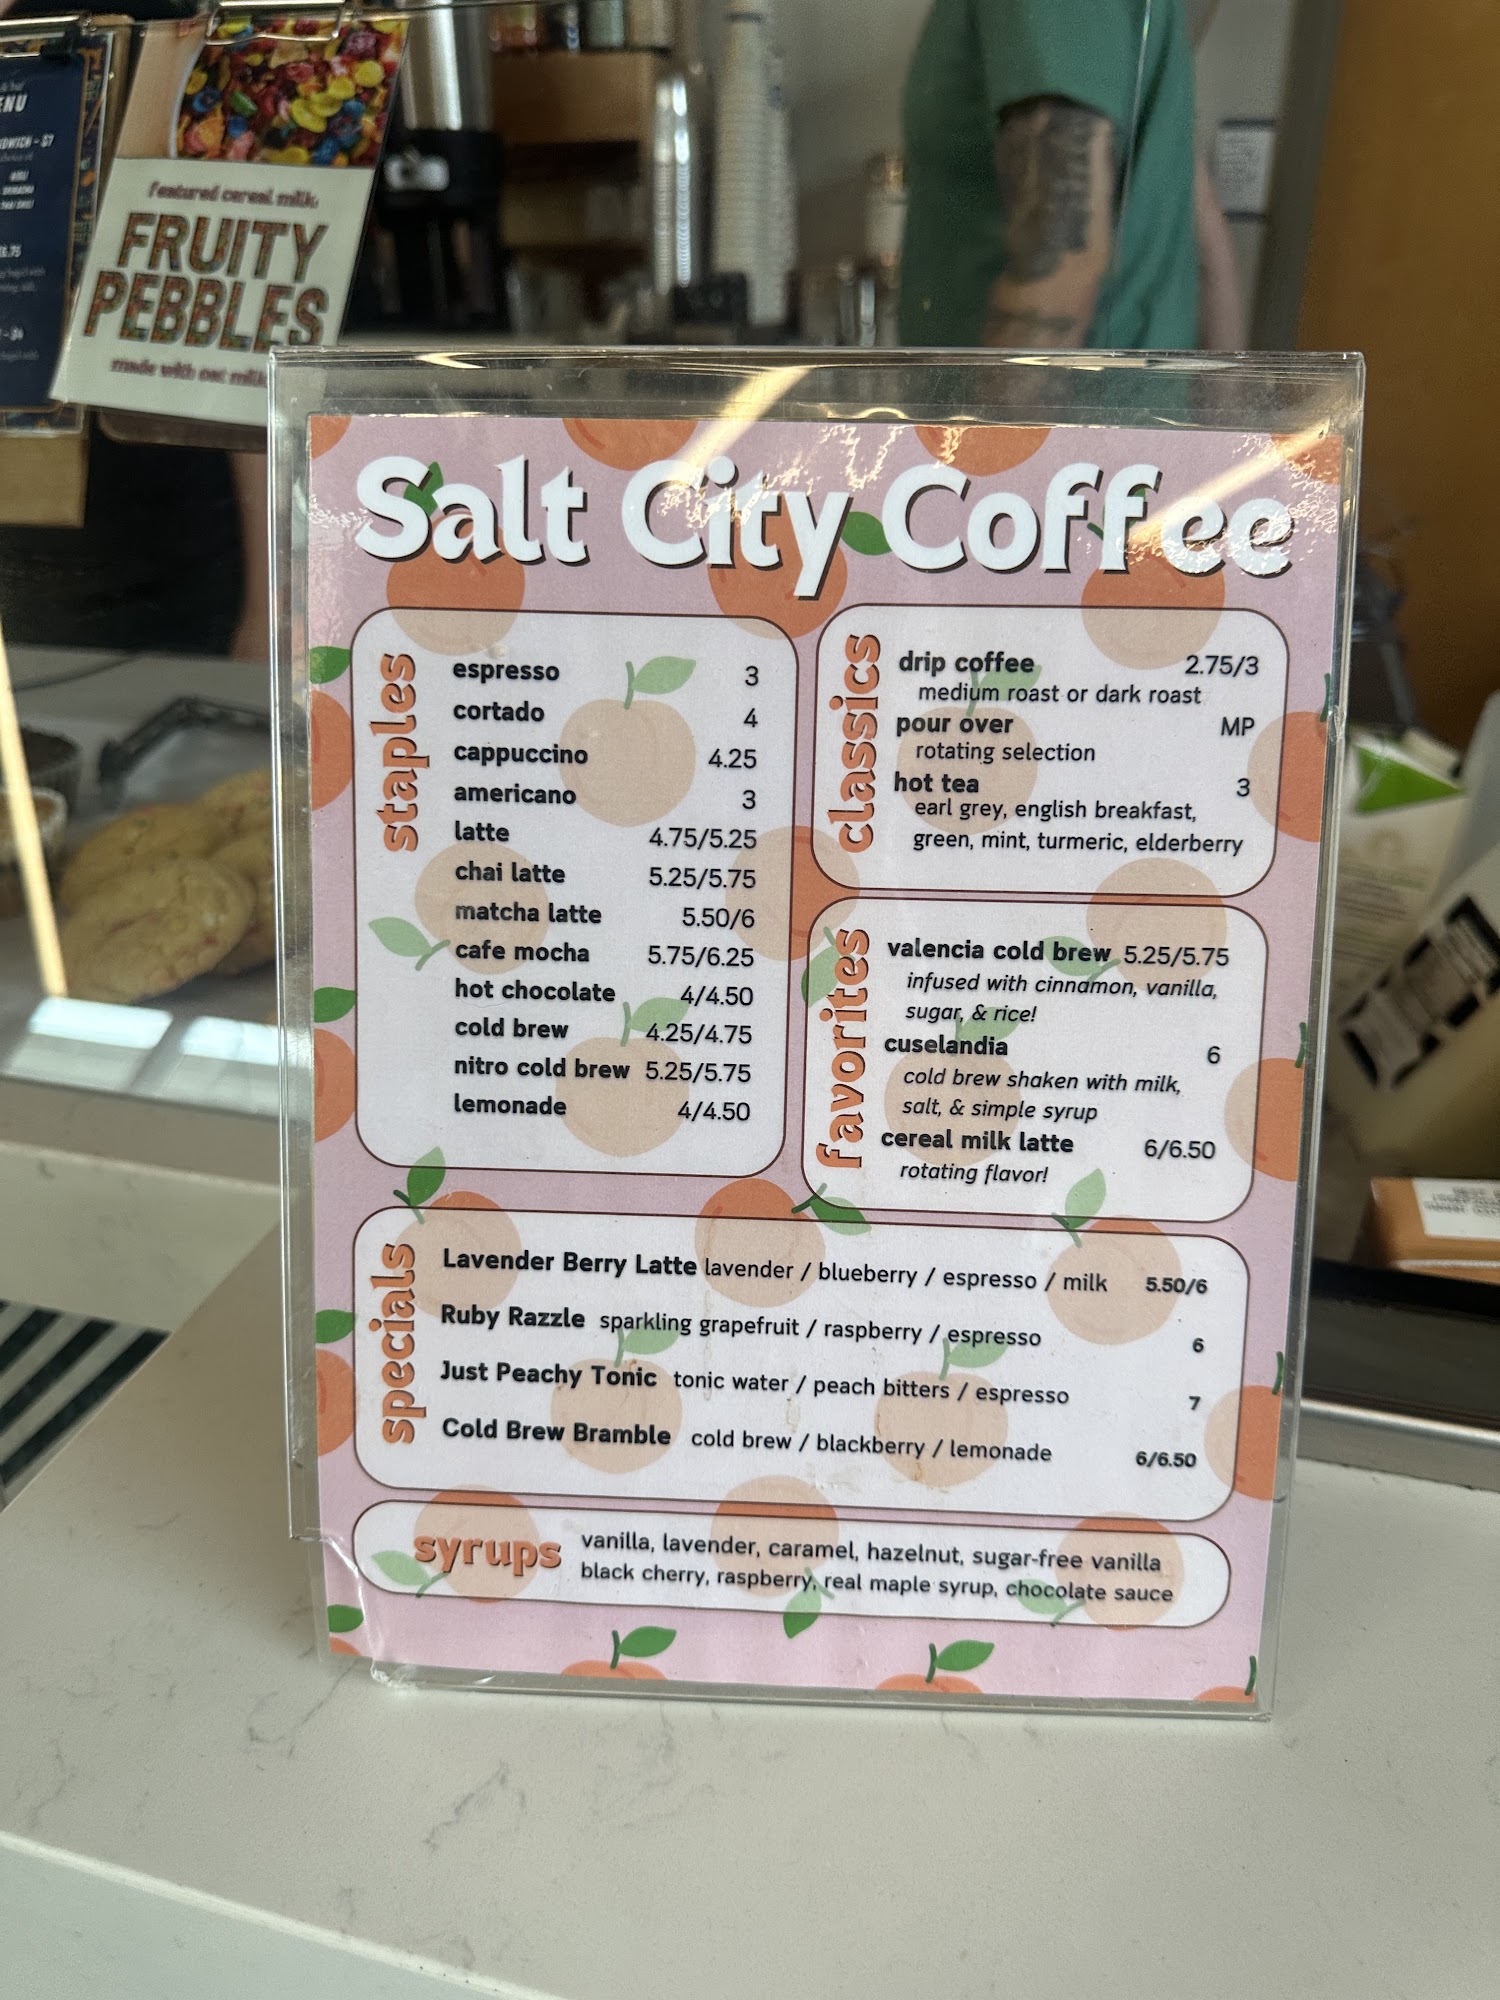 ENU
featured cereal milk.
FRUITY
PEBBLES
made with oat milk
Salt City Coffee
staples
espresso 3
cortado 4
cappuccino 4.25
americano 3
latte 4.75/5.25
chai latte 5.25/5.75
matcha latte 5.50/6
cafe mocha 5.75/6.25
hot chocolate 4/4.50
cold brew 4.25/4.75
nitro cold brew 5.25/5.75
lemonade 4/4.50
classics
drip coffee 2.75/3
medium roast or dark roast
pour over MP
rotating selection
hot tea 3
earl grey, english breakfast,
green, mint, turmeric, elderberry
favorites
valencia cold brew 5.25/5.75
infused with cinnamon, vanilla,
sugar, & rice!
cuselandia 6
cold brew shaken with milk,
salt, & simple syrup
cereal milk latte 6/6.50
rotating flavor!
specials
Lavender Berry Latte lavender / blueberry / espresso / milk 5.50/6
Ruby Razzle sparkling grapefruit / raspberry / espresso 6
Just Peachy Tonic tonic water / peach bitters / espresso 7
Cold Brew Bramble cold brew / blackberry / lemonade 6/6.50
syrups
vanilla, lavender, caramel, hazelnut, sugar-free vanilla
black cherry, raspberry, real maple syrup, chocolate sauce